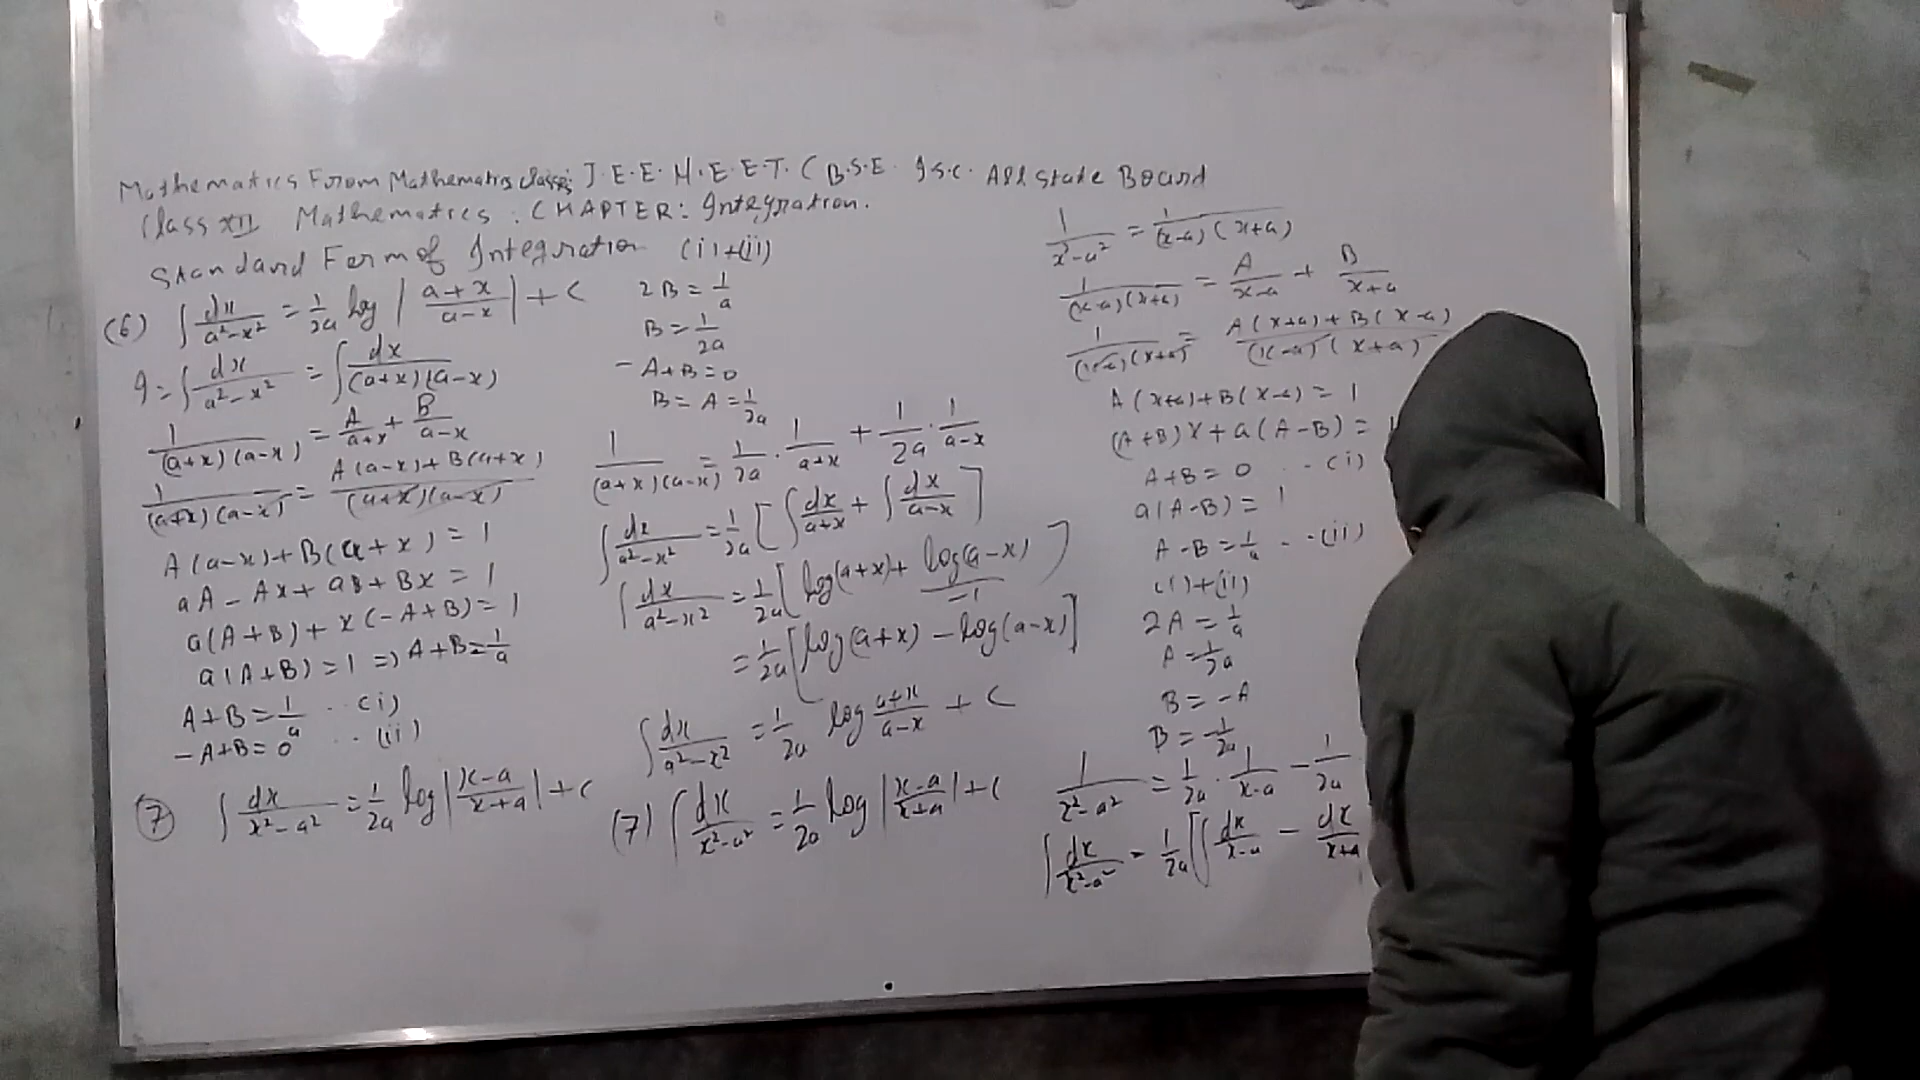 Mathematics From Mathematics classes J.E.E. N.E.E.T. C B.S.E. I.S.C. All State Board
Class XII Mathematics. CHAPTER: Integration.
Standard Form of Integration (i)+(ii)
(6) ∫ dx/(a²-x²) = 1/2a log |(a+x)/(a-x)| + c
I = ∫ dx/(a²-x²) = ∫ dx/((a+x)(a-x))
1/((a+x)(a-x)) = A/(a+x) + B/(a-x)
1/((a+x)(a-x)) = (A(a-x)+B(a+x))/((a+x)(a-x))
A(a-x)+B(a+x) = 1
aA - Ax + aB + Bx = 1
a(A+B) + x(-A+B) = 1
a(A+B) = 1 => A+B = 1/a
A+B = 1/a .. (i)
-A+B = 0 .. (ii)
(7) ∫ dx/(x²-a²) = 1/2a log |(x-a)/(x+a)| + c
2B = 1/a
B = 1/2a
-A+B = 0
B = A = 1/2a
1/((a+x)(a-x)) = 1/2a · 1/(a+x) + 1/2a · 1/(a-x)
∫ dx/(a²-x²) = 1/2a [∫ dx/(a+x) + ∫ dx/(a-x)]
∫ dx/(a²-x²) = 1/2a [log(a+x) + log(a-x)/-1]
= 1/2a [log(a+x) - log(a-x)]
∫ dx/(a²-x²) = 1/2a log (a+x)/(a-x) + c
(7) ∫ dx/(x²-a²) = 1/2a log |(x-a)/(x+a)| + c
1/(x²-a²) = 1/((x-a)(x+a))
1/((x-a)(x+a)) = A/(x-a) + B/(x+a)
1/((x-a)(x+a)) = (A(x+a)+B(x-a))/((x-a)(x+a))
A(x+a)+B(x-a) = 1
(A+B)x + a(A-B) = 1
A+B = 0 .. (i)
a(A-B) = 1
A-B = 1/a .. (ii)
(i)+(ii)
2A = 1/a
A = 1/2a
B = -A
B = -1/2a
1/(x²-a²) = 1/2a · 1/(x-a) - 1/2a
∫ dx/(x²-a²) = 1/2a [∫ dx/(x-a) - dx/(x+a)